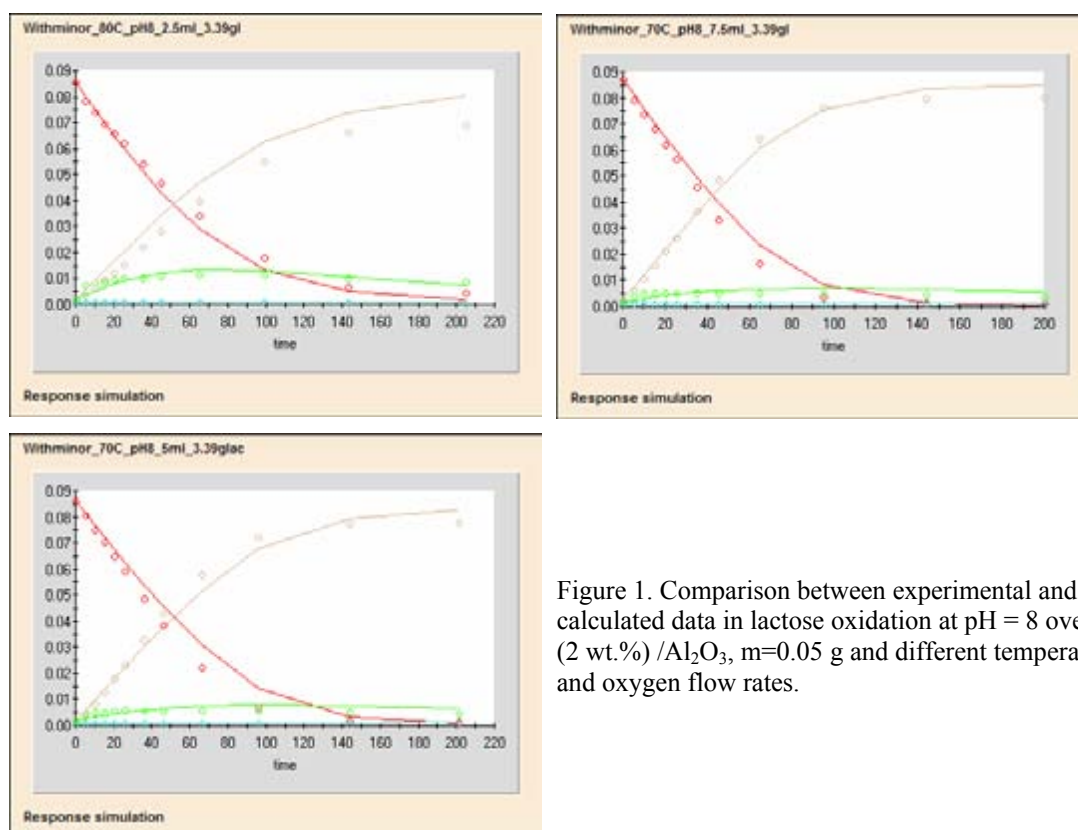 Withminor_80C_pH8_2.5ml_3.39gl
0.09
0.08
0.07
0.06
0.05
0.04
0.03
0.02
0.01
0.00
0 20 40 60 80 100 120 140 160 180 200 220
time
Response simulation
Withminor_70C_pH8_7.5ml_3.39gl
0.09
0.08
0.07
0.06
0.05
0.04
0.03
0.02
0.01
0.00
0 20 40 60 80 100 120 140 160 180 200
time
Response simulation
Withminor_70C_pH8_5ml_3.39glac
0.09
0.08
0.07
0.06
0.05
0.04
0.03
0.02
0.01
0.00
0 20 40 60 80 100 120 140 160 180 200 220
time
Response simulation
Figure 1. Comparison between experimental and
calculated data in lactose oxidation at pH = 8 ove
(2 wt.%) /Al₂O₃, m=0.05 g and different tempera
and oxygen flow rates.